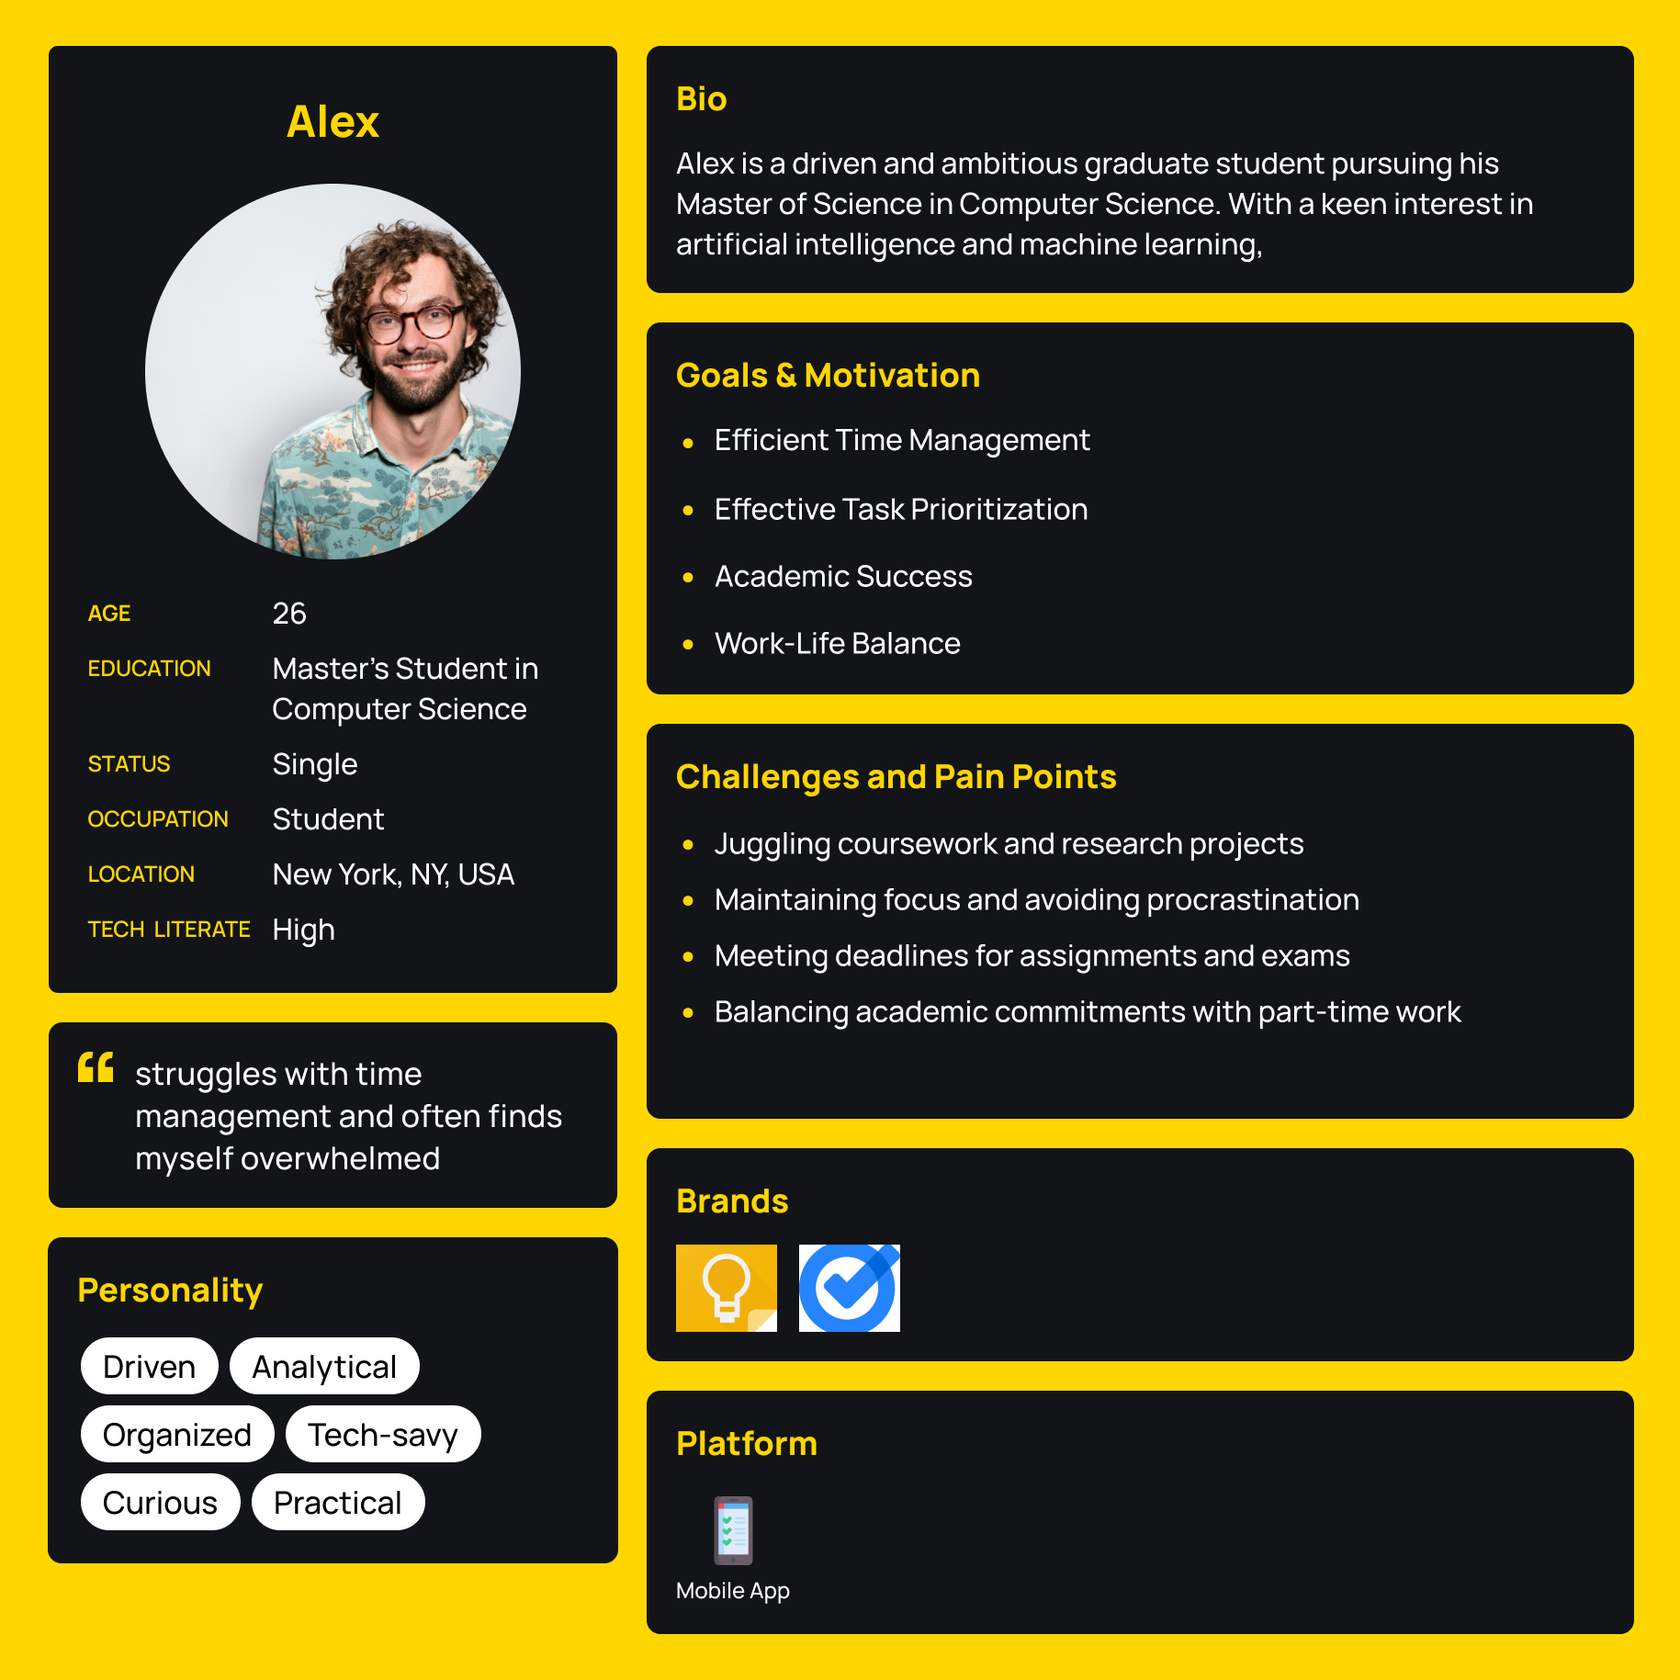 Alex
AGE 26
EDUCATION Master’s Student in
Computer Science
STATUS Single
OCCUPATION Student
LOCATION New York, NY, USA
TECH LITERATE High
“ struggles with time
management and often finds
myself overwhelmed
Personality
Driven Analytical
Organized Tech-savy
Curious Practical
Bio
Alex is a driven and ambitious graduate student pursuing his
Master of Science in Computer Science. With a keen interest in
artificial intelligence and machine learning,
Goals & Motivation
• Efficient Time Management
• Effective Task Prioritization
• Academic Success
• Work-Life Balance
Challenges and Pain Points
• Juggling coursework and research projects
• Maintaining focus and avoiding procrastination
• Meeting deadlines for assignments and exams
• Balancing academic commitments with part-time work
Brands
Platform
Mobile App